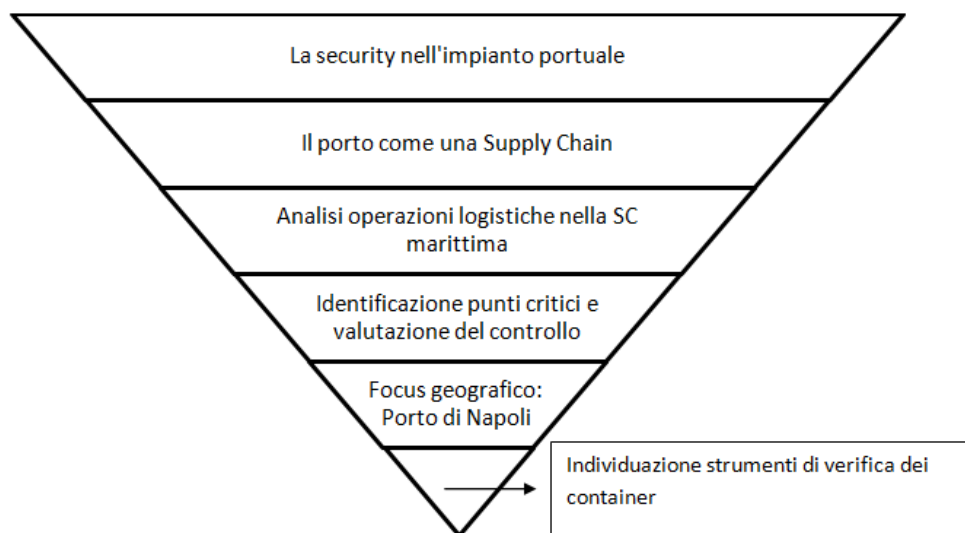 La security nell'impianto portuale
Il porto come una Supply Chain
Analisi operazioni logistiche nella SC
marittima
Identificazione punti critici e
valutazione del controllo
Focus geografico:
Porto di Napoli
Individuazione strumenti di verifica dei
container